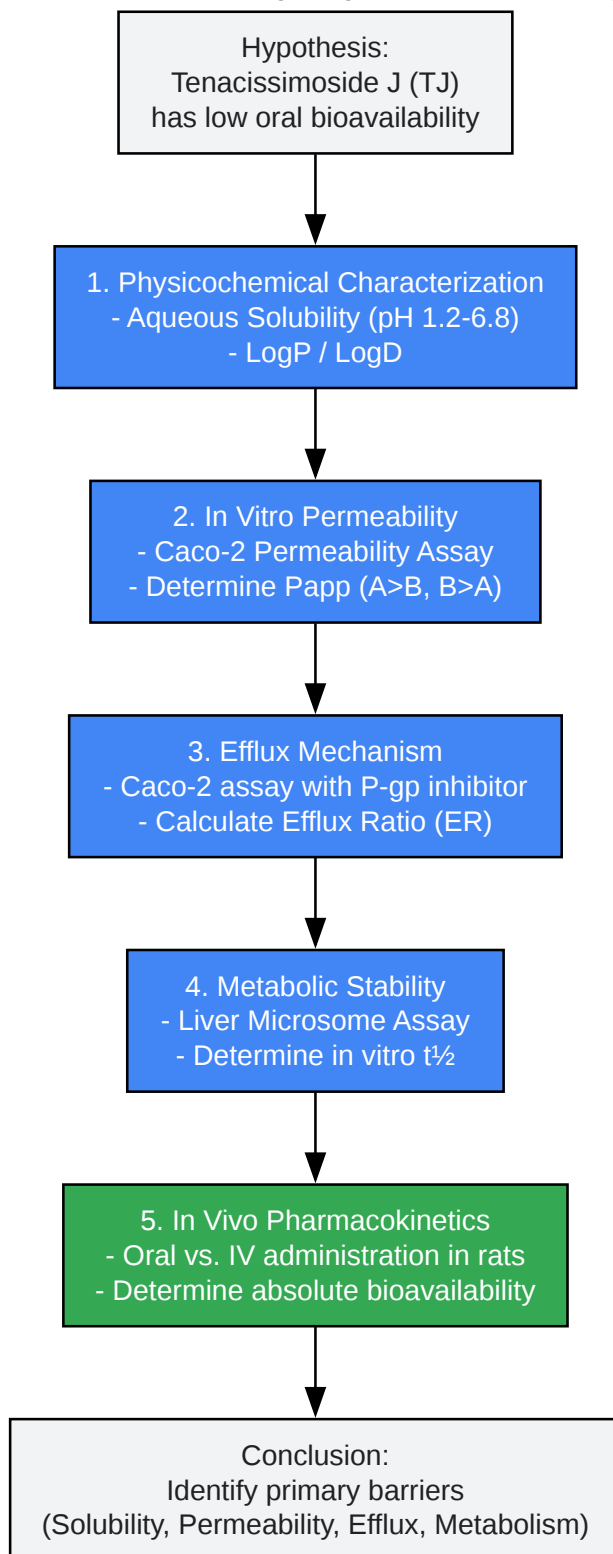 Hypothesis:
Tenacissimoside J (TJ)
has low oral bioavailability
1. Physicochemical Characterization
- Aqueous Solubility (pH 1.2-6.8)
- LogP / LogD
2. In Vitro Permeability
- Caco-2 Permeability Assay
- Determine Papp (A>B, B>A)
3. Efflux Mechanism
- Caco-2 assay with P-gp inhibitor
- Calculate Efflux Ratio (ER)
4. Metabolic Stability
- Liver Microsome Assay
- Determine in vitro t½
5. In Vivo Pharmacokinetics
- Oral vs. IV administration in rats
- Determine absolute bioavailability
Conclusion:
Identify primary barriers
(Solubility, Permeability, Efflux, Metabolism)